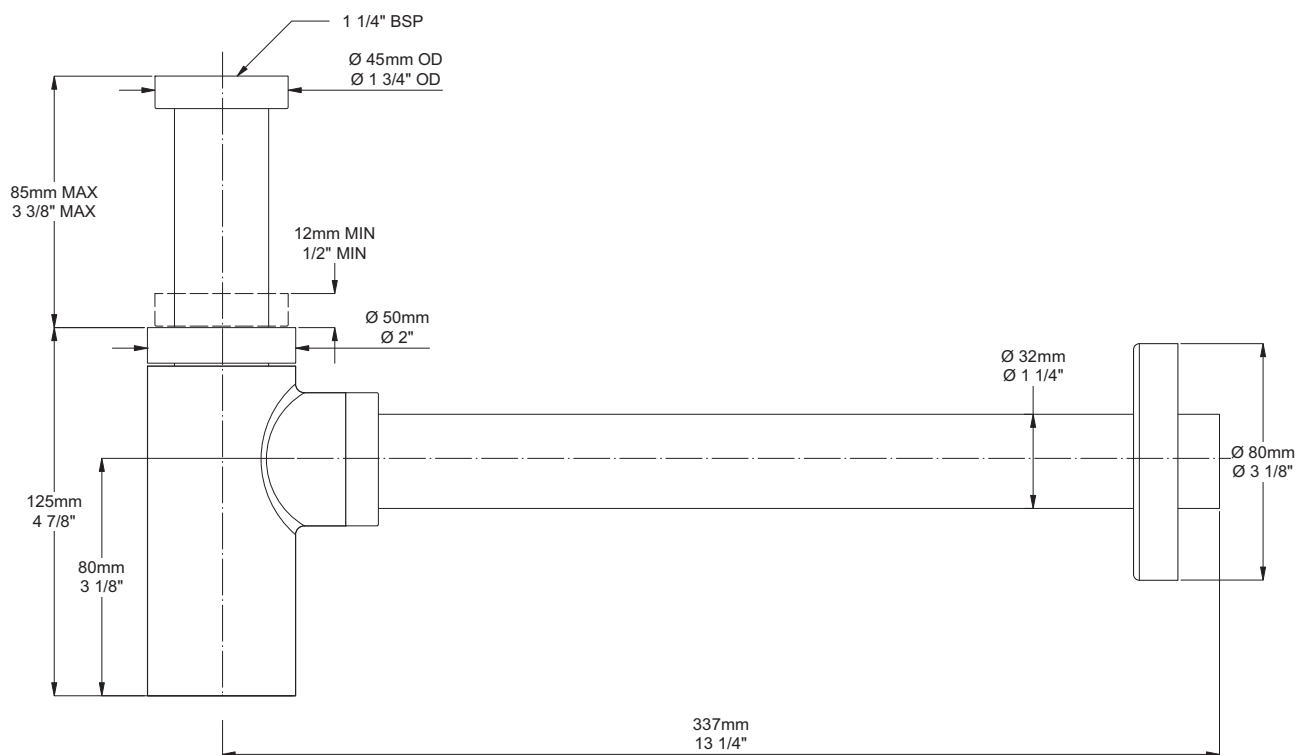 1 1/4" BSP
Ø 45mm OD
Ø 1 3/4" OD
85mm MAX
3 3/8" MAX
12mm MIN
1/2" MIN
Ø 50mm
Ø 2"
Ø 32mm
Ø 1 1/4"
Ø 80mm
Ø 3 1/8"
125mm
4 7/8"
80mm
3 1/8"
337mm
13 1/4"